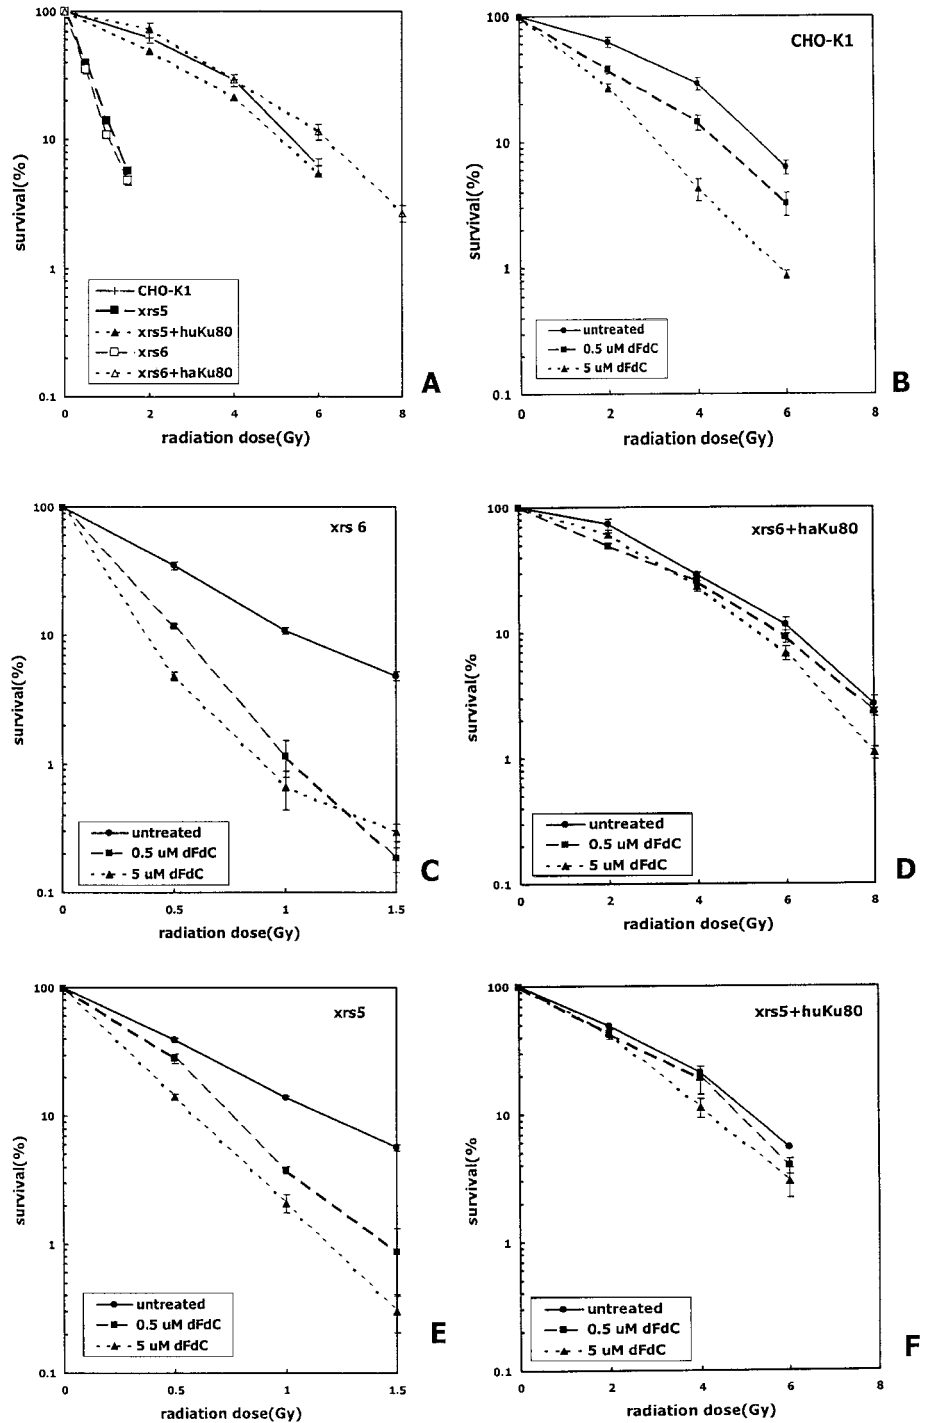 100
10
1
0.1
survival(%)
CHO-K1
xrs5
xrs5+huKu80
xrs6
xrs6+haKu80
0 2 4 6 8
radiation dose(Gy)
A
100
10
1
0.1
survival(%)
CHO-K1
untreated
0.5 uM dFdC
5 uM dFdC
0 2 4 6 8
radiation dose(Gy)
B
100
10
1
0.1
survival(%)
xrs 6
untreated
0.5 uM dFdC
5 uM dFdC
0 0.5 1 1.5
radiation dose(Gy)
C
100
10
1
0.1
survival(%
xrs6+haKu80
untreated
0.5 uM dFdC
5 uM dFdC
0 2 4 6 8
radiation dose(Gy)
D
100
10
1
0.1
survival(%)
xrs5
untreated
0.5 uM dFdC
5 uM dFdC
0 0.5 1 1.5
radiation dose(Gy)
E
100
10
1
0.1
survival(%
xrs5+huKu80
untreated
0.5 uM dFdC
5 uM dFdC
0 2 4 6 8
radiation dose(Gy)
F